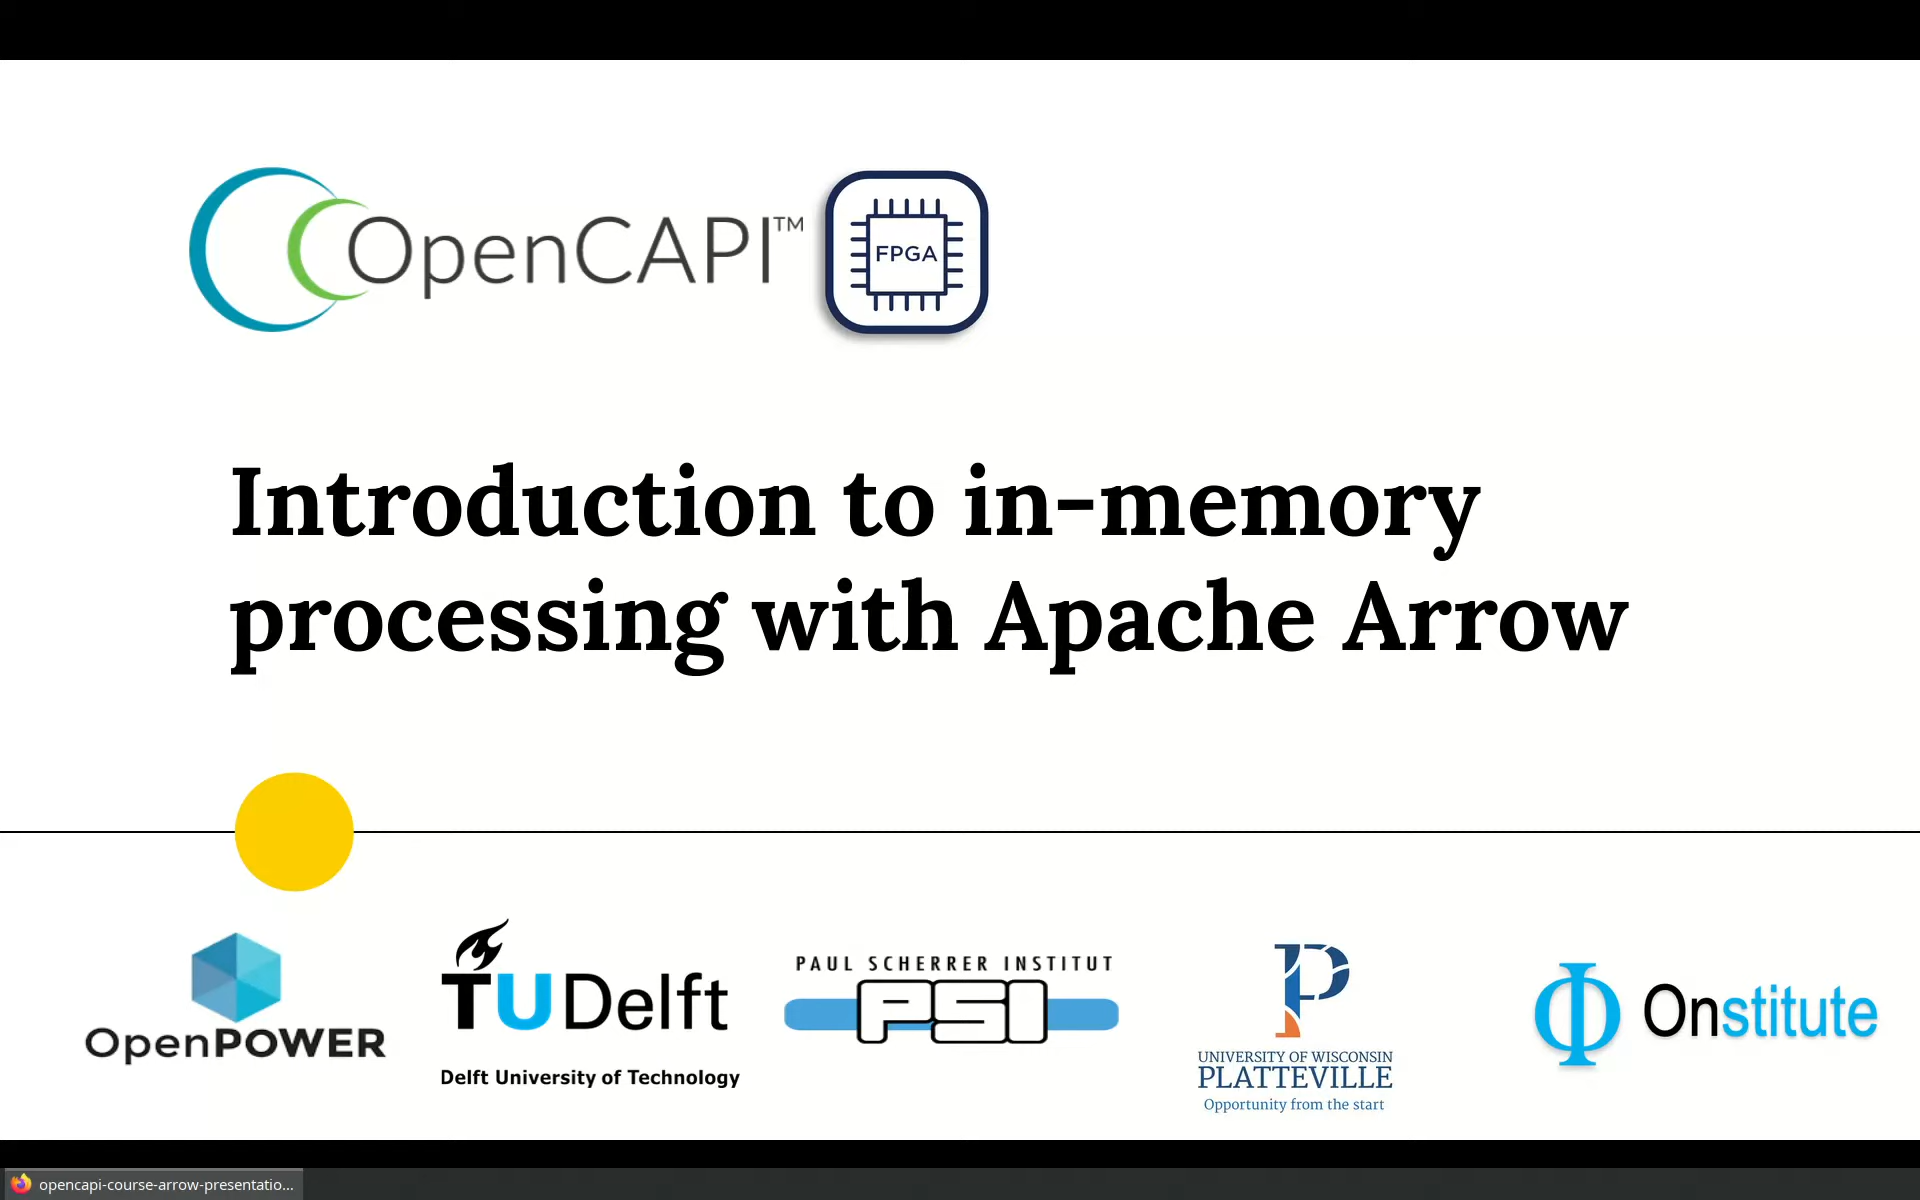 OpenCAPI™
FPGA
Introduction to in-memory
processing with Apache Arrow
OpenPOWER
TUDelft
Delft University of Technology
PAUL SCHERRER INSTITUT
PSI
UNIVERSITY OF WISCONSIN
PLATTEVILLE
Opportunity from the start
Onstitute
opencapi-course-arrow-presentatio...